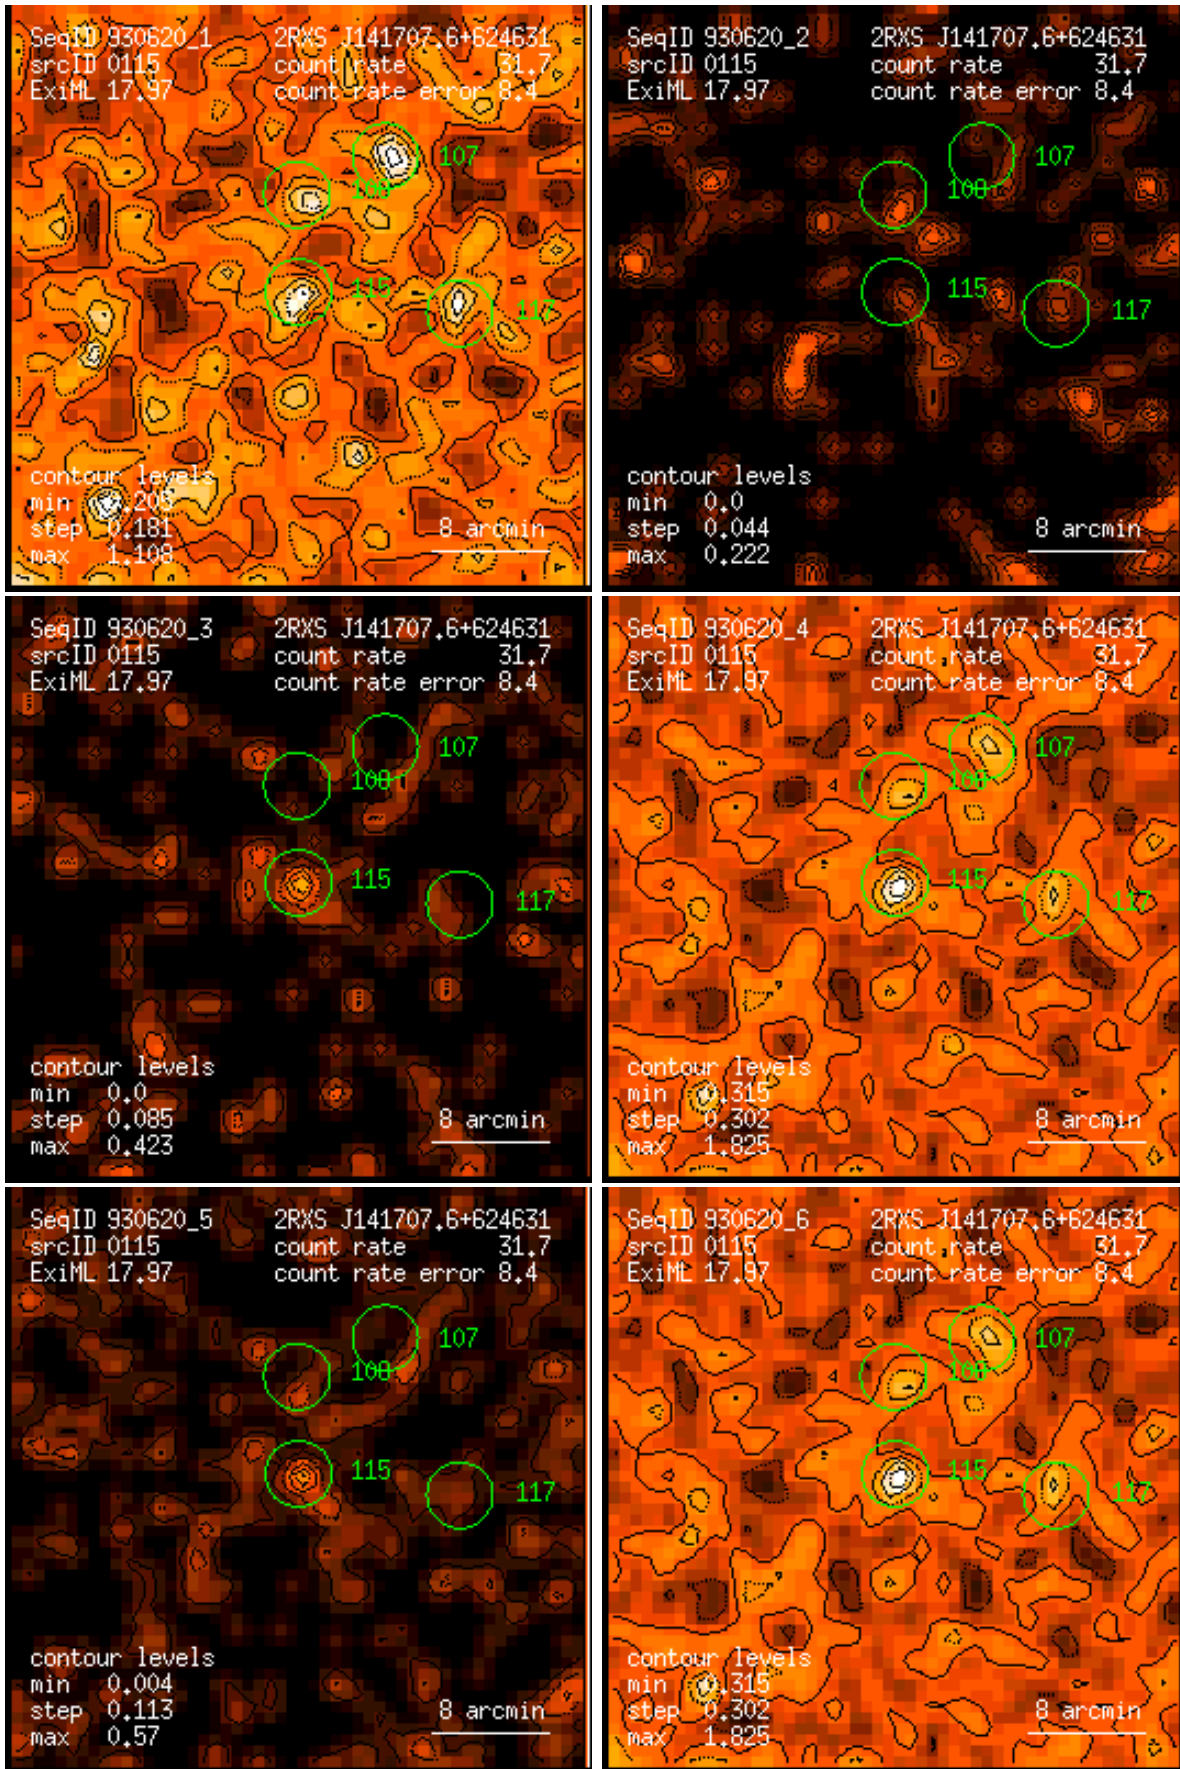 SeqID 930620_1 2RXS J141707.6+624631
srcID 0115 count rate 31.7
ExiML 17.97 count rate error 8.4
107
108
115
117
contour levels
min 0.205
step 0.181 8 arcmin
max 1.108
SeqID 930620_2 2RXS J141707.6+624631
srcID 0115 count rate 31.7
ExiML 17.97 count rate error 8.4
107
108
115
117
contour levels
min 0.0
step 0.044 8 arcmin
max 0.222
SeqID 930620_3 2RXS J141707.6+624631
srcID 0115 count rate 31.7
ExiML 17.97 count rate error 8.4
107
108
115
117
contour levels
min 0.0
step 0.085 8 arcmin
max 0.423
SeqID 930620_4 2RXS J141707.6+624631
srcID 0115 count rate 31.7
ExiML 17.97 count rate error 8.4
107
108
115
117
contour levels
min 0.315
step 0.302 8 arcmin
max 1.825
SeqID 930620_5 2RXS J141707.6+624631
srcID 0115 count rate 31.7
ExiML 17.97 count rate error 8.4
107
108
115
117
contour levels
min 0.004
step 0.113 8 arcmin
max 0.57
SeqID 930620_6 2RXS J141707.6+624631
srcID 0115 count rate 31.7
ExiML 17.97 count rate error 8.4
107
108
115
117
contour levels
min 0.315
step 0.302 8 arcmin
max 1.825